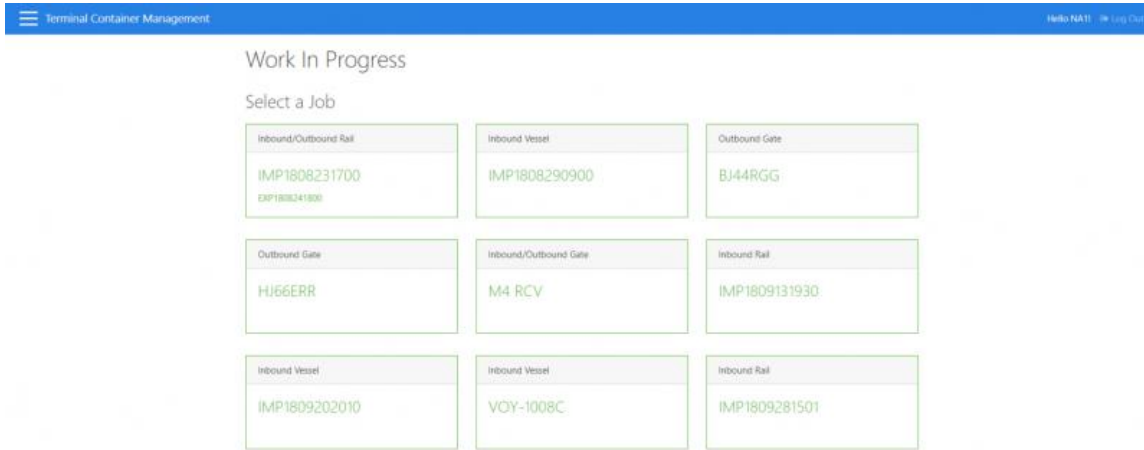 Terminal Container Management
Hello NA11 Log Out
Work In Progress
Select a Job
Inbound/Outbound Rail
IMP1808231700
EXP1808241800
Inbound Vessel
IMP1808290900
Outbound Gate
BJ44RGG
Outbound Gate
HJ66ERR
Inbound/Outbound Gate
M4 RCV
Inbound Rail
IMP1809131930
Inbound Vessel
IMP1809202010
Inbound Vessel
VOY-1008C
Inbound Rail
IMP1809281501